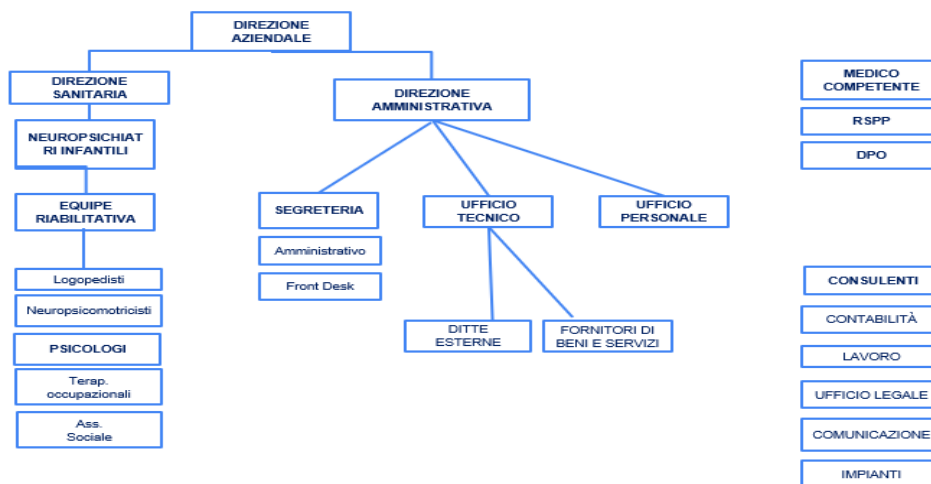 DIREZIONE
AZIENDALE
DIREZIONE
SANITARIA
DIREZIONE
AMMINISTRATIVA
NEUROPSICHIAT
RI INFANTILI
EQUIPE
RIABILITATIVA
Logopedisti
Neuropsicomotricisti
PSICOLOGI
Terap.
occupazionali
Ass.
Sociale
SEGRETERIA
Amministrativo
Front Desk
UFFICIO
TECNICO
DITTE
ESTERNE
FORNITORI DI
BENI E SERVIZI
UFFICIO
PERSONALE
MEDICO
COMPETENTE
RSPP
DPO
CONSULENTI
CONTABILITÀ
LAVORO
UFFICIO LEGALE
COMUNICAZIONE
IMPIANTI